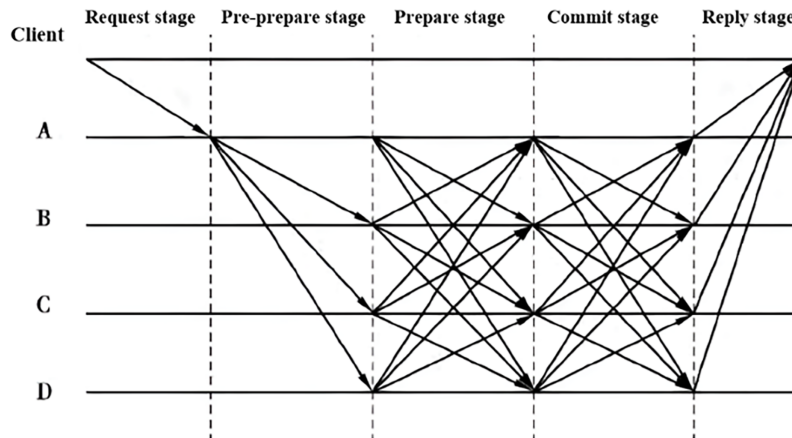 Request stage Pre-prepare stage Prepare stage Commit stage Reply stage
Client
A
B
C
D